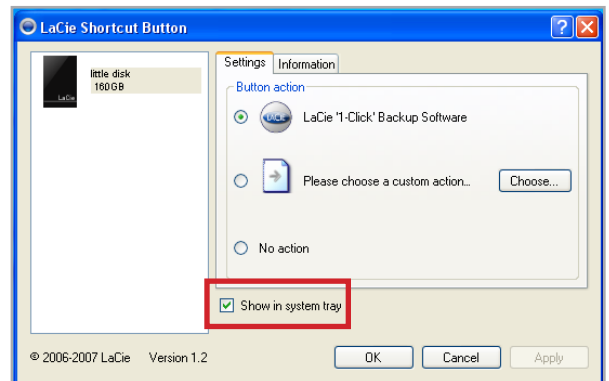 LaCie Shortcut Button
little disk
160GB
LaCie
Settings Information
Button action
LaCie '1-Click' Backup Software
Please choose a custom action... Choose...
No action
Show in system tray
© 2006-2007 LaCie Version 1.2 OK Cancel Apply